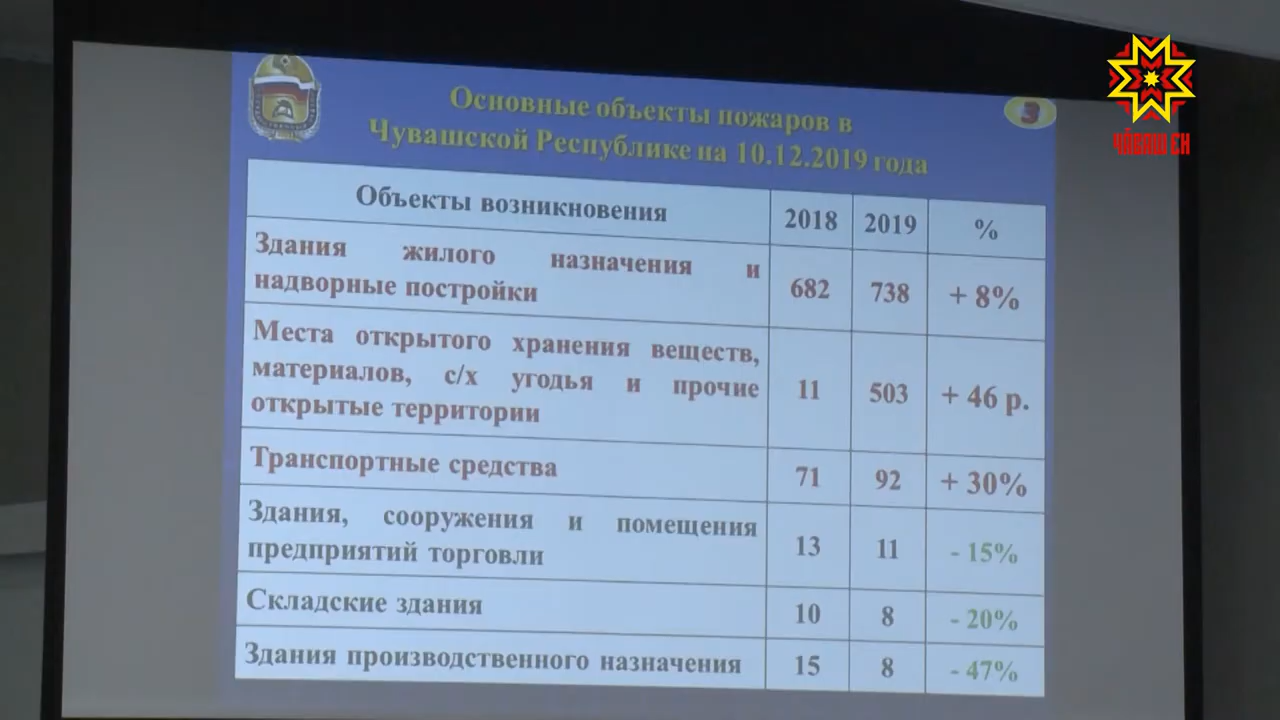 Основные объекты пожаров в
Чувашской Республике на 10.12.2019 года
3
ЧӐВАШ ЕН
Объекты возникновения 2018 2019 %
Здания жилого назначения и
надворные постройки 682 738 + 8%
Места открытого хранения веществ,
материалов, с/х угодья и прочие 11 503 + 46 р.
открытые территории
Транспортные средства 71 92 + 30%
Здания, сооружения и помещения
предприятий торговли 13 11 - 15%
Складские здания 10 8 - 20%
Здания производственного назначения 15 8 - 47%